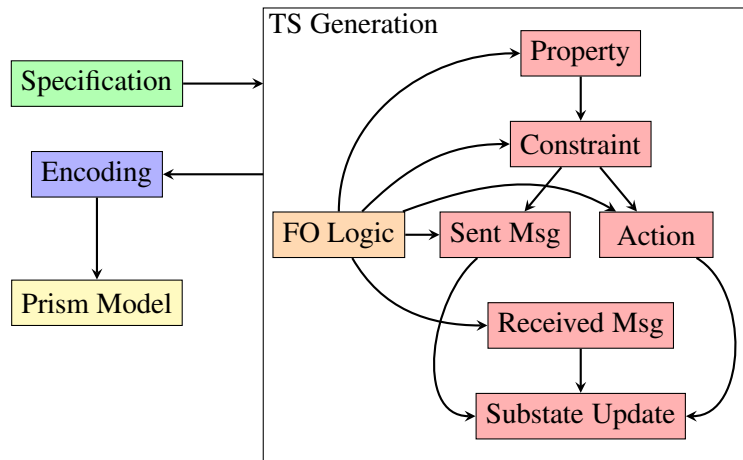 TS Generation
Property
Specification
Constraint
Encoding
FO Logic
Sent Msg
Action
Prism Model
Received Msg
Substate Update